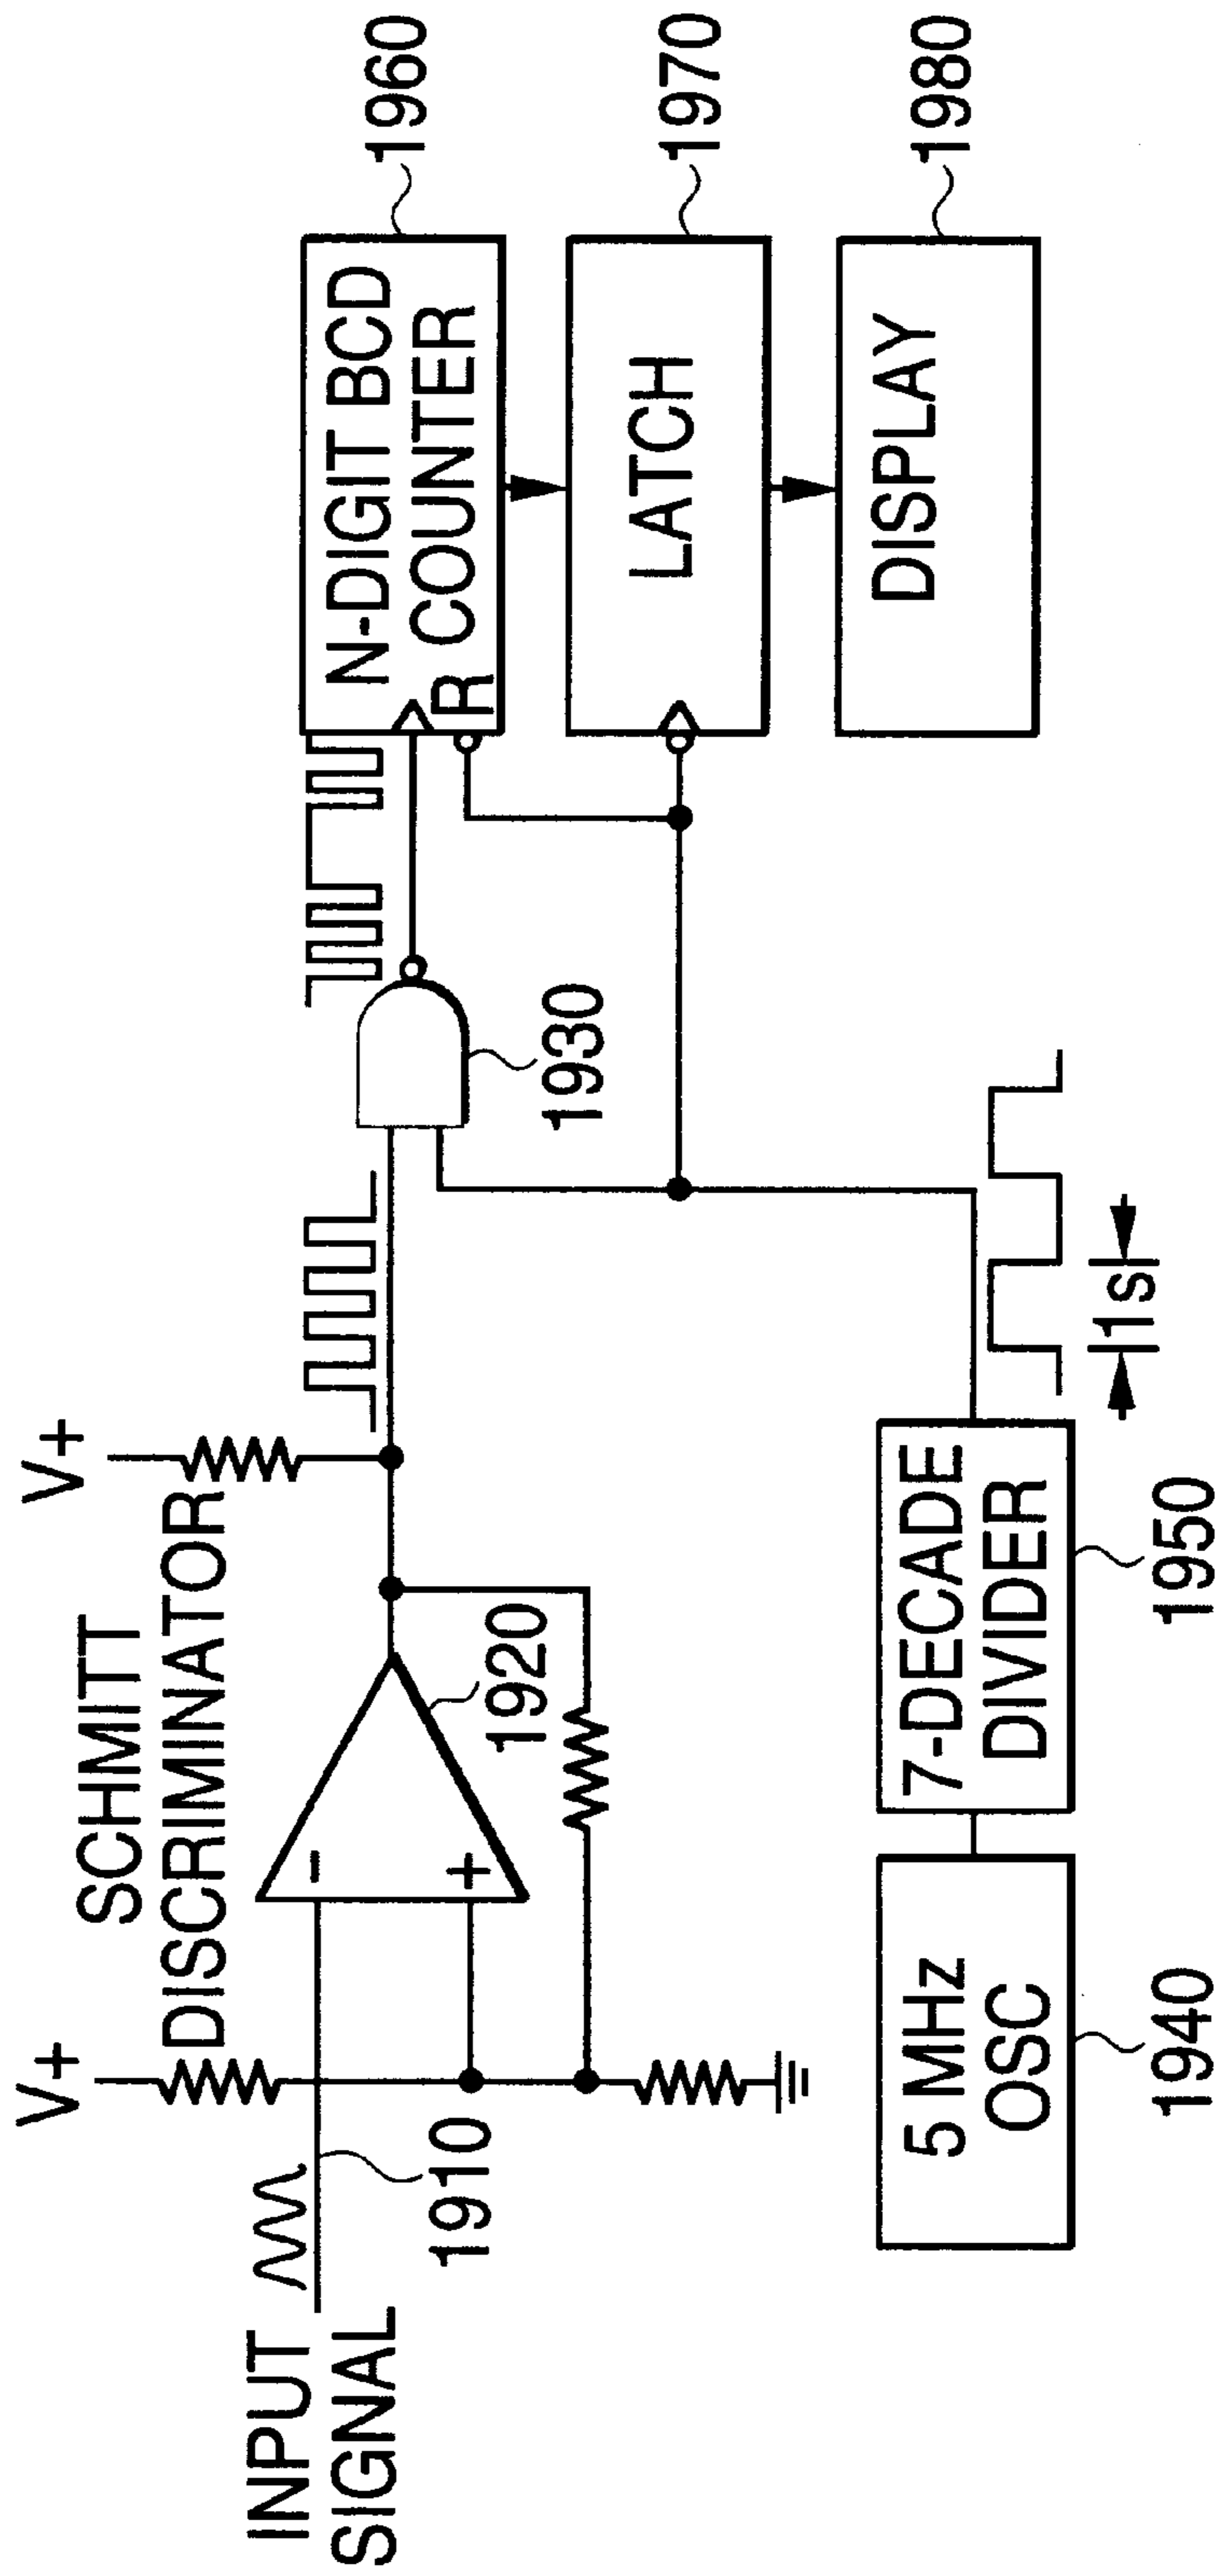 V+
SCHMITT
DISCRIMINATOR
V+
INPUT
SIGNAL
1910
-
+
1920
1930
N-DIGIT BCD
COUNTER
R
1960
LATCH
1970
DISPLAY
1980
5 MHz
OSC
1940
7-DECADE
DIVIDER
1950
1s